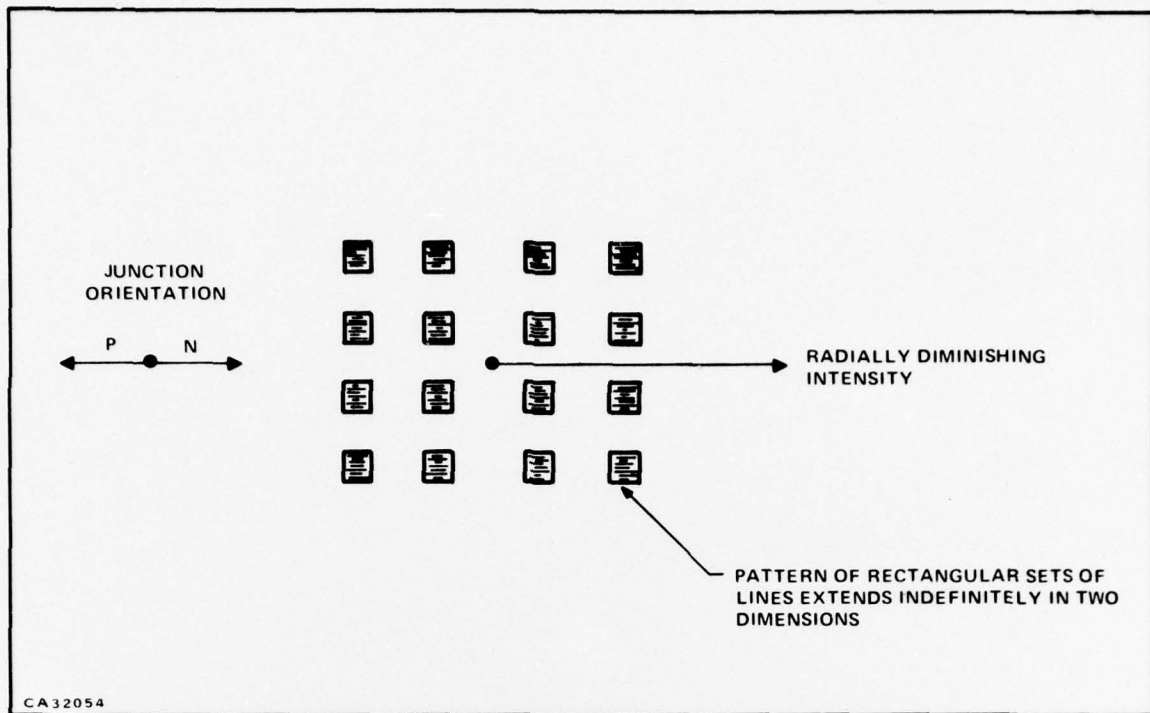 JUNCTION
ORIENTATION
P N
RADIALLY DIMINISHING
INTENSITY
PATTERN OF RECTANGULAR SETS OF
LINES EXTENDS INDEFINITELY IN TWO
DIMENSIONS
CA32054